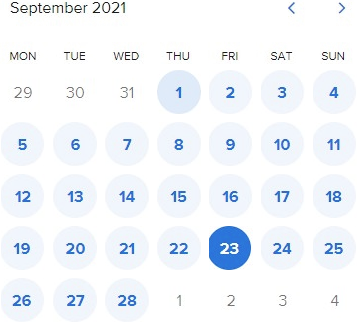 September 2021
MON TUE WED THU FRI SAT SUN
29 30 31 1 2 3 4
5 6 7 8 9 10 11
12 13 14 15 16 17 18
19 20 21 22 23 24 25
26 27 28 1 2 3 4